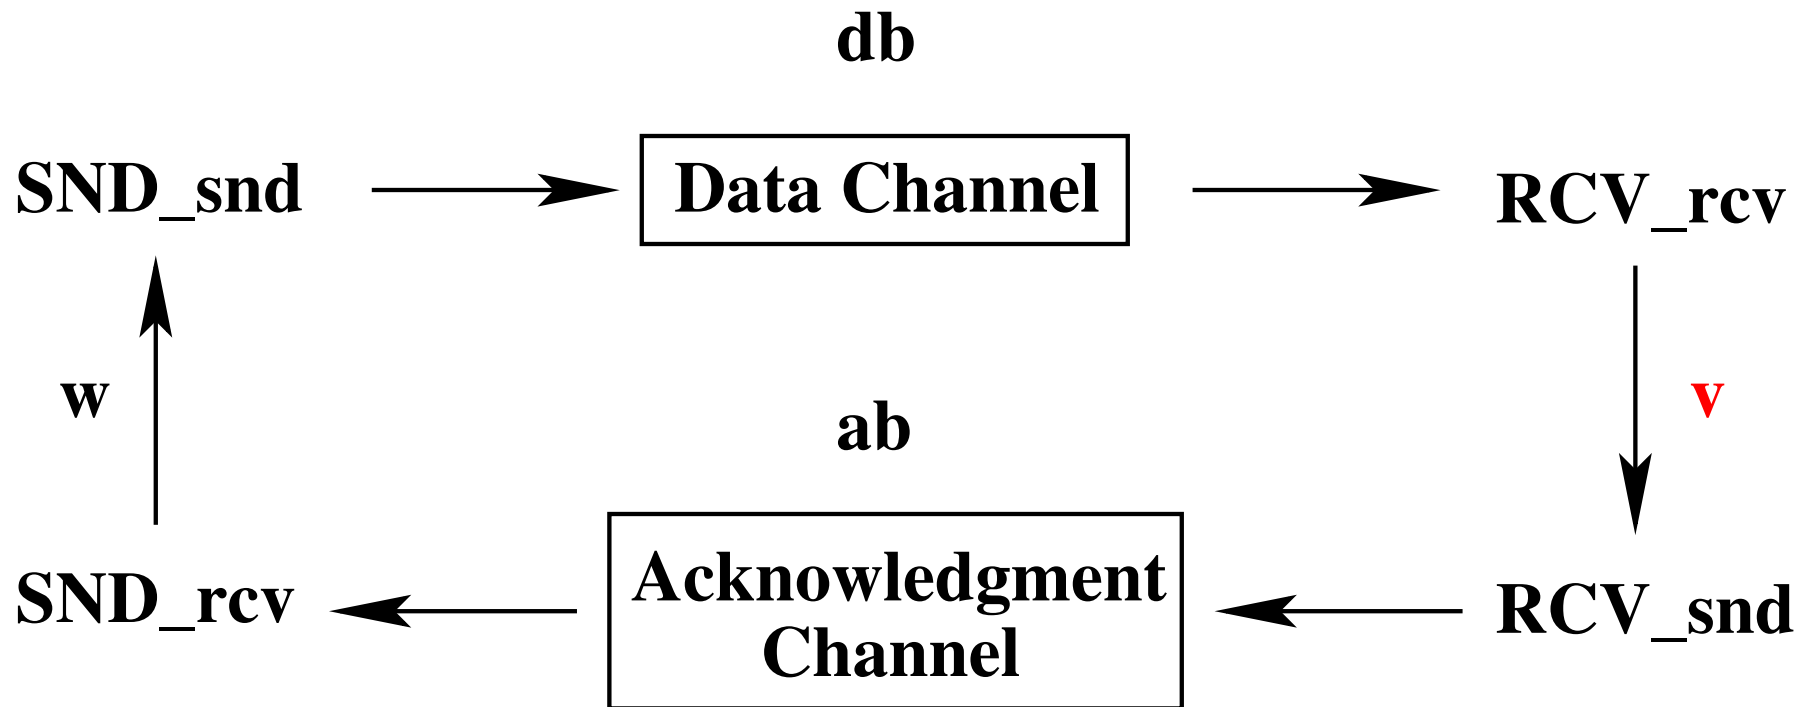 db
SND_snd
Data Channel
RCV_rcv
w
v
ab
SND_rcv
Acknowledgment
Channel
RCV_snd